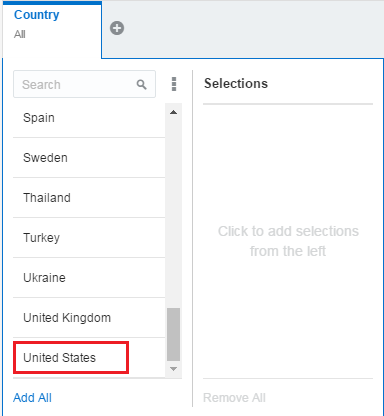 Country
All
Search
Spain
Sweden
Thailand
Turkey
Ukraine
United Kingdom
United States
Add All
Selections
Click to add selections
from the left
Remove All